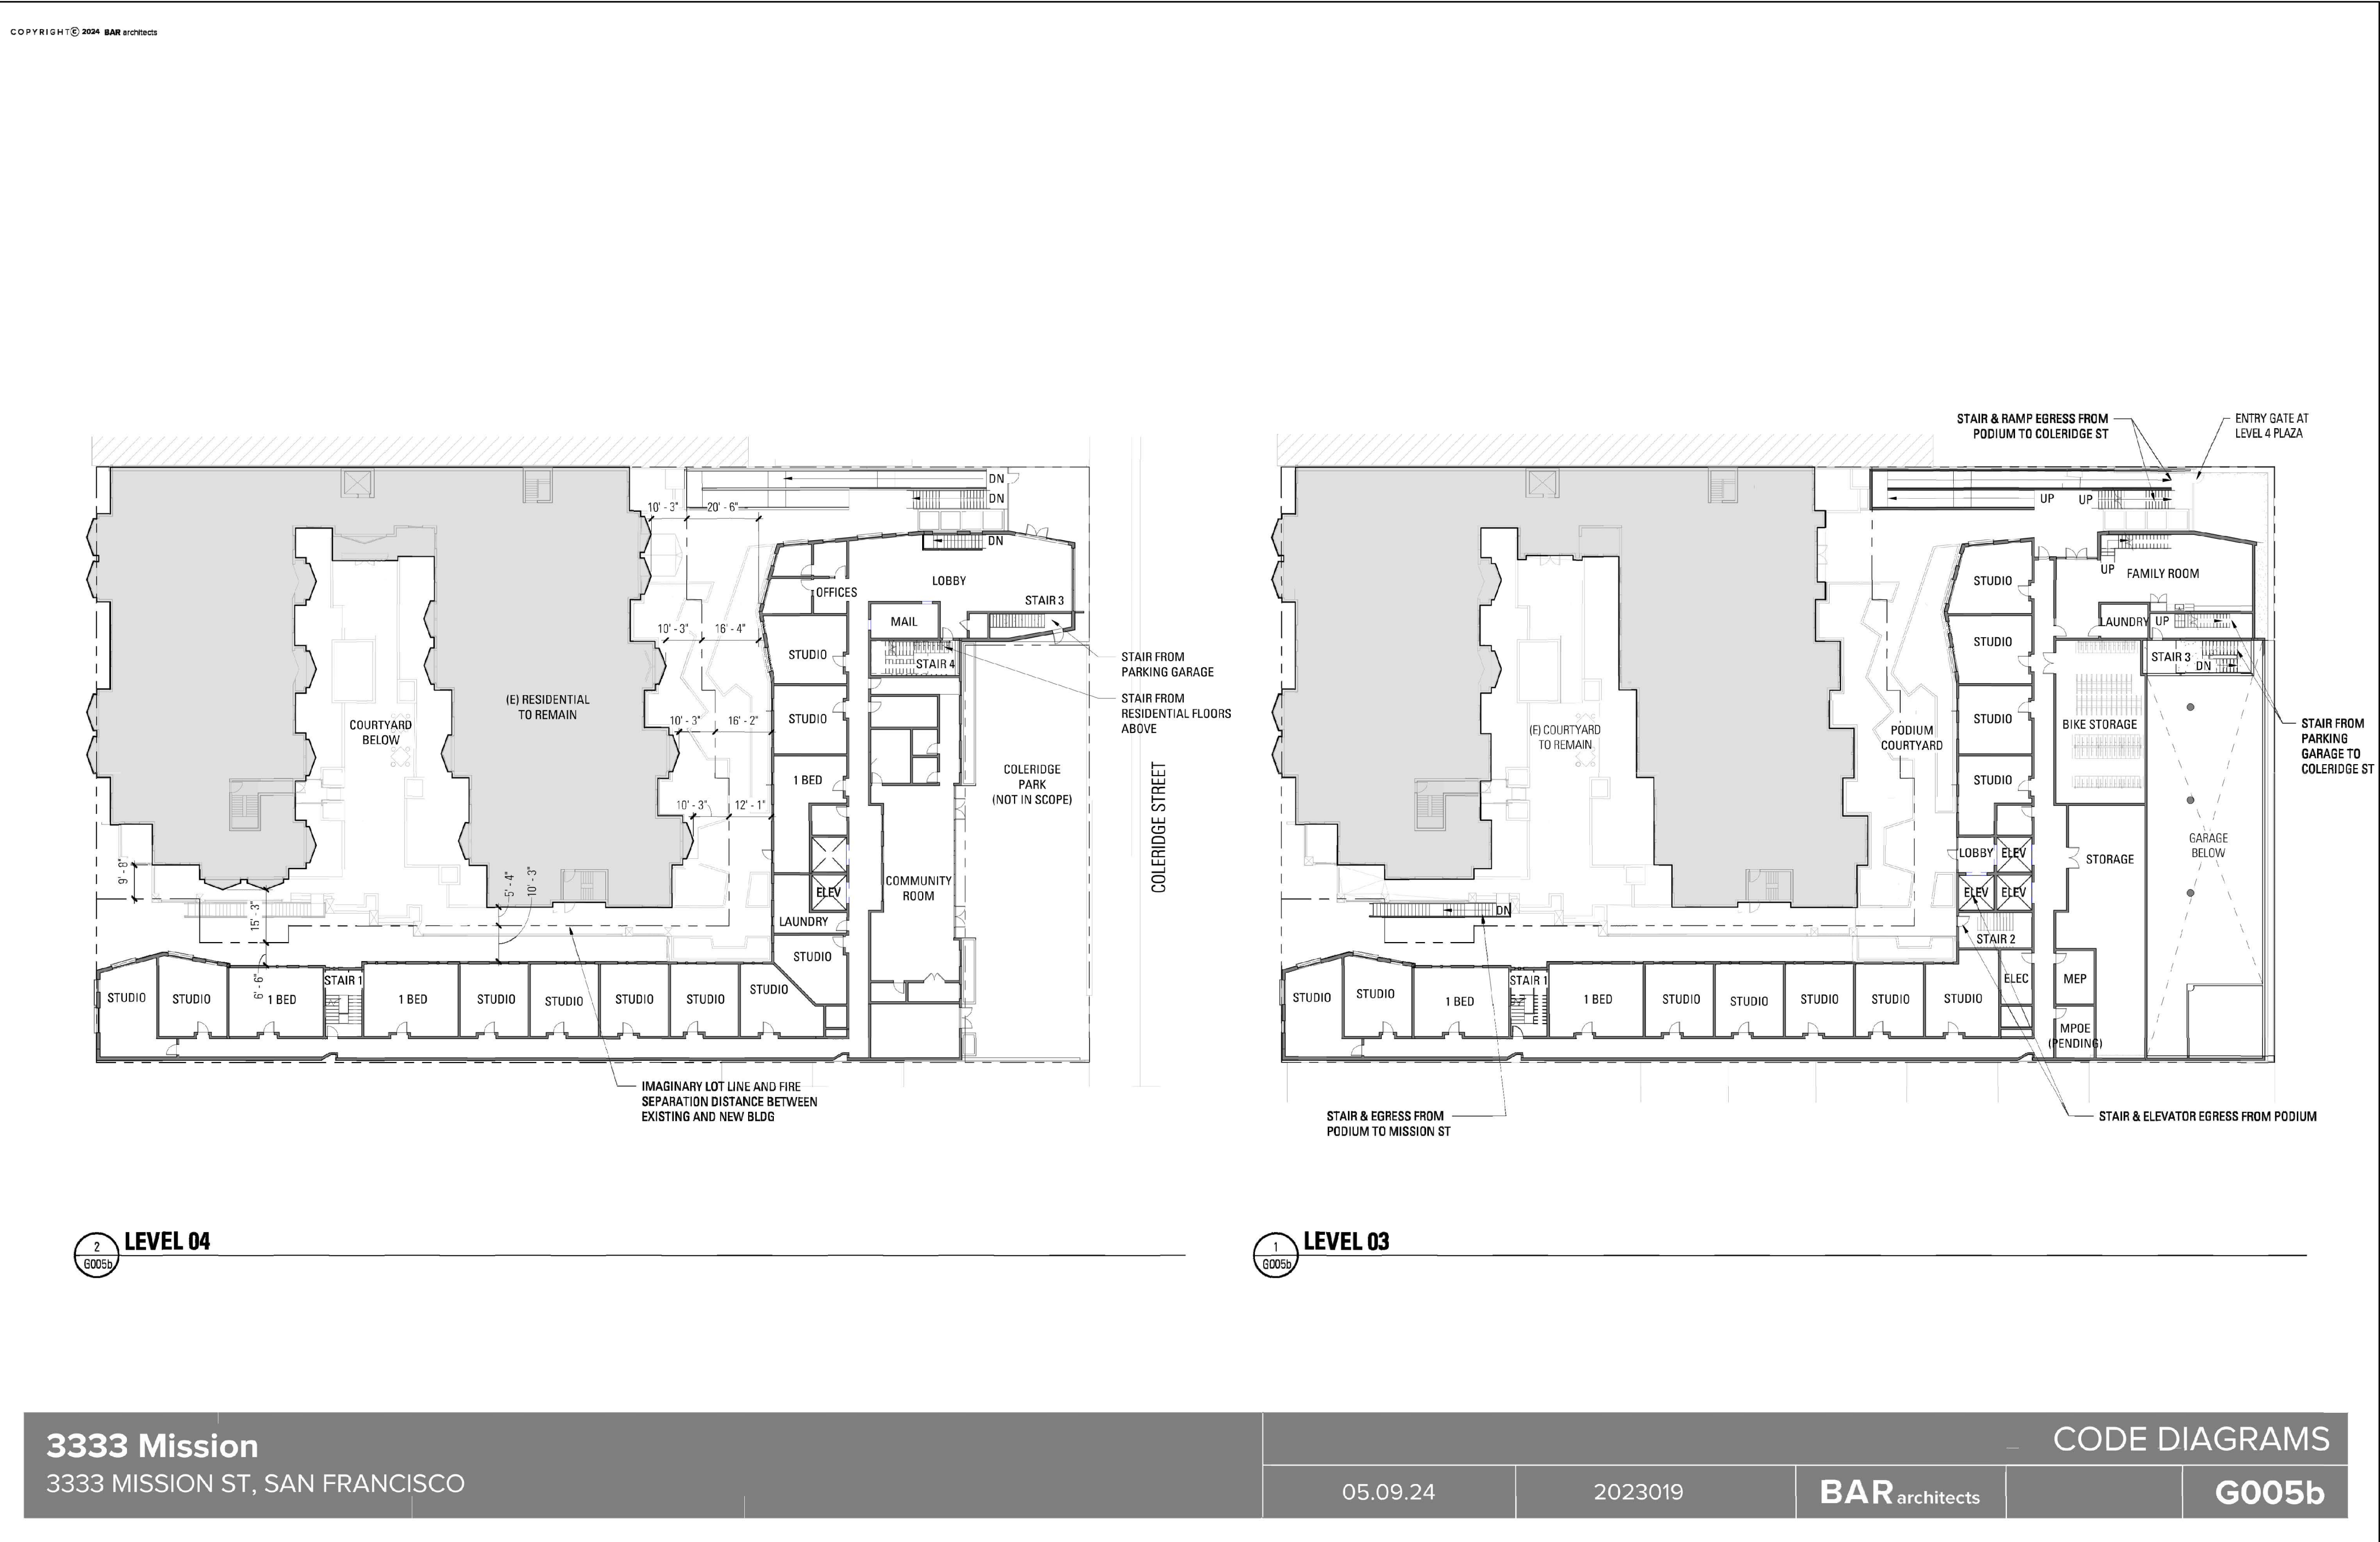 COPYRIGHT© 2024 BAR architects
STAIR & RAMP EGRESS FROM
PODIUM TO COLERIDGE ST
ENTRY GATE AT
LEVEL 4 PLAZA
DN
DN
10' - 3"
20' - 6"
DN
LOBBY
OFFICES
STAIR 3
MAIL
10' - 3"
16' - 4"
STUDIO
STAIR 4
STAIR FROM
PARKING GARAGE
STAIR FROM
RESIDENTIAL FLOORS
ABOVE
(E) RESIDENTIAL
TO REMAIN
COURTYARD
BELOW
10' - 3"
16' - 2"
STUDIO
1 BED
COLERIDGE
PARK
(NOT IN SCOPE)
COLERIDGE STREET
10' - 3"
12' - 1"
9' - 8"
5' - 4"
10' - 3"
15' - 3"
6' - 6"
ELEV
COMMUNITY
ROOM
LAUNDRY
STUDIO
STUDIO
STUDIO
1 BED
STAIR 1
1 BED
STUDIO
STUDIO
STUDIO
STUDIO
STUDIO
IMAGINARY LOT LINE AND FIRE
SEPARATION DISTANCE BETWEEN
EXISTING AND NEW BLDG
UP
UP
STUDIO
UP
FAMILY ROOM
LAUNDRY
UP
STUDIO
STAIR 3
DN
STUDIO
BIKE STORAGE
(E) COURTYARD
TO REMAIN
PODIUM
COURTYARD
STAIR FROM
PARKING
GARAGE TO
COLERIDGE ST
STUDIO
GARAGE
BELOW
LOBBY
ELEV
STORAGE
ELEV
ELEV
DN
STAIR 2
STUDIO
STUDIO
1 BED
STAIR 1
1 BED
STUDIO
STUDIO
STUDIO
STUDIO
STUDIO
ELEC
MEP
MPOE
(PENDING)
STAIR & EGRESS FROM
PODIUM TO MISSION ST
STAIR & ELEVATOR EGRESS FROM PODIUM
2
G005b
LEVEL 04
1
G005b
LEVEL 03
3333 Mission
3333 MISSION ST, SAN FRANCISCO
CODE DIAGRAMS
05.09.24
2023019
BAR architects
G005b